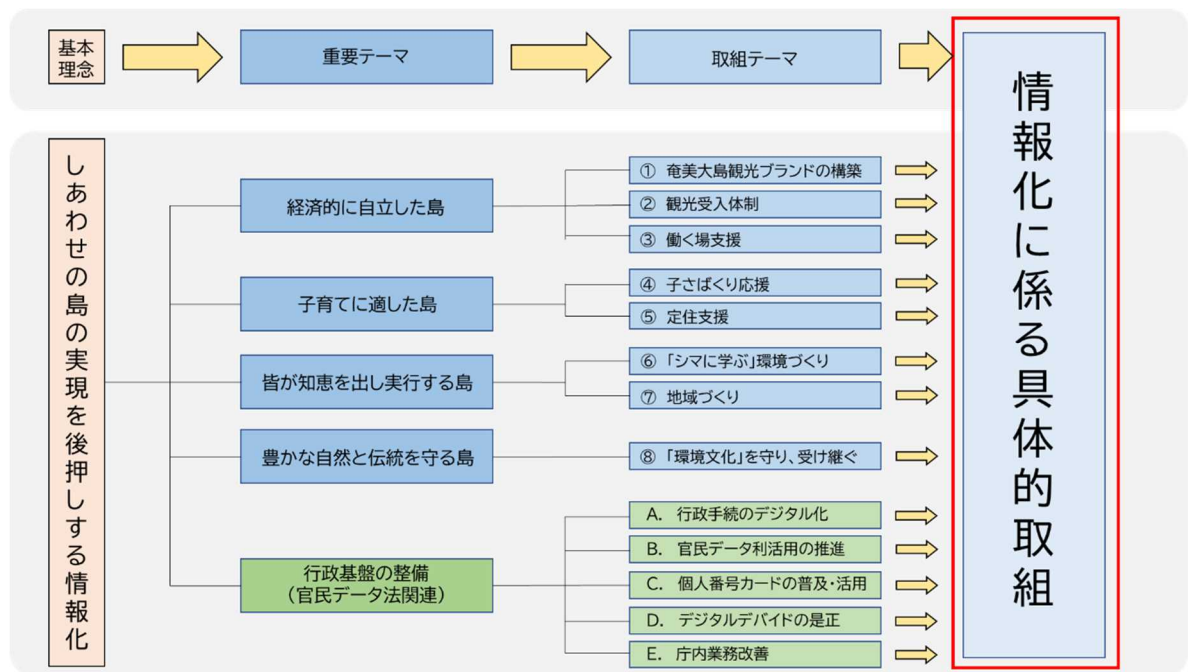 基本
理念
重要テーマ
取組テーマ
情報化に係る具体的取組
しあわせの島の実現を後押しする情報化
経済的に自立した島
① 奄美大島観光ブランドの構築
② 観光受入体制
③ 働く場支援
子育てに適した島
④ 子さばくり応援
⑤ 定住支援
皆が知恵を出し実行する島
⑥ 「シマに学ぶ」環境づくり
⑦ 地域づくり
豊かな自然と伝統を守る島
⑧ 「環境文化」を守り、受け継ぐ
行政基盤の整備
(官民データ法関連)
A. 行政手続のデジタル化
B. 官民データ利活用の推進
C. 個人番号カードの普及・活用
D. デジタルデバイドの是正
E. 庁内業務改善